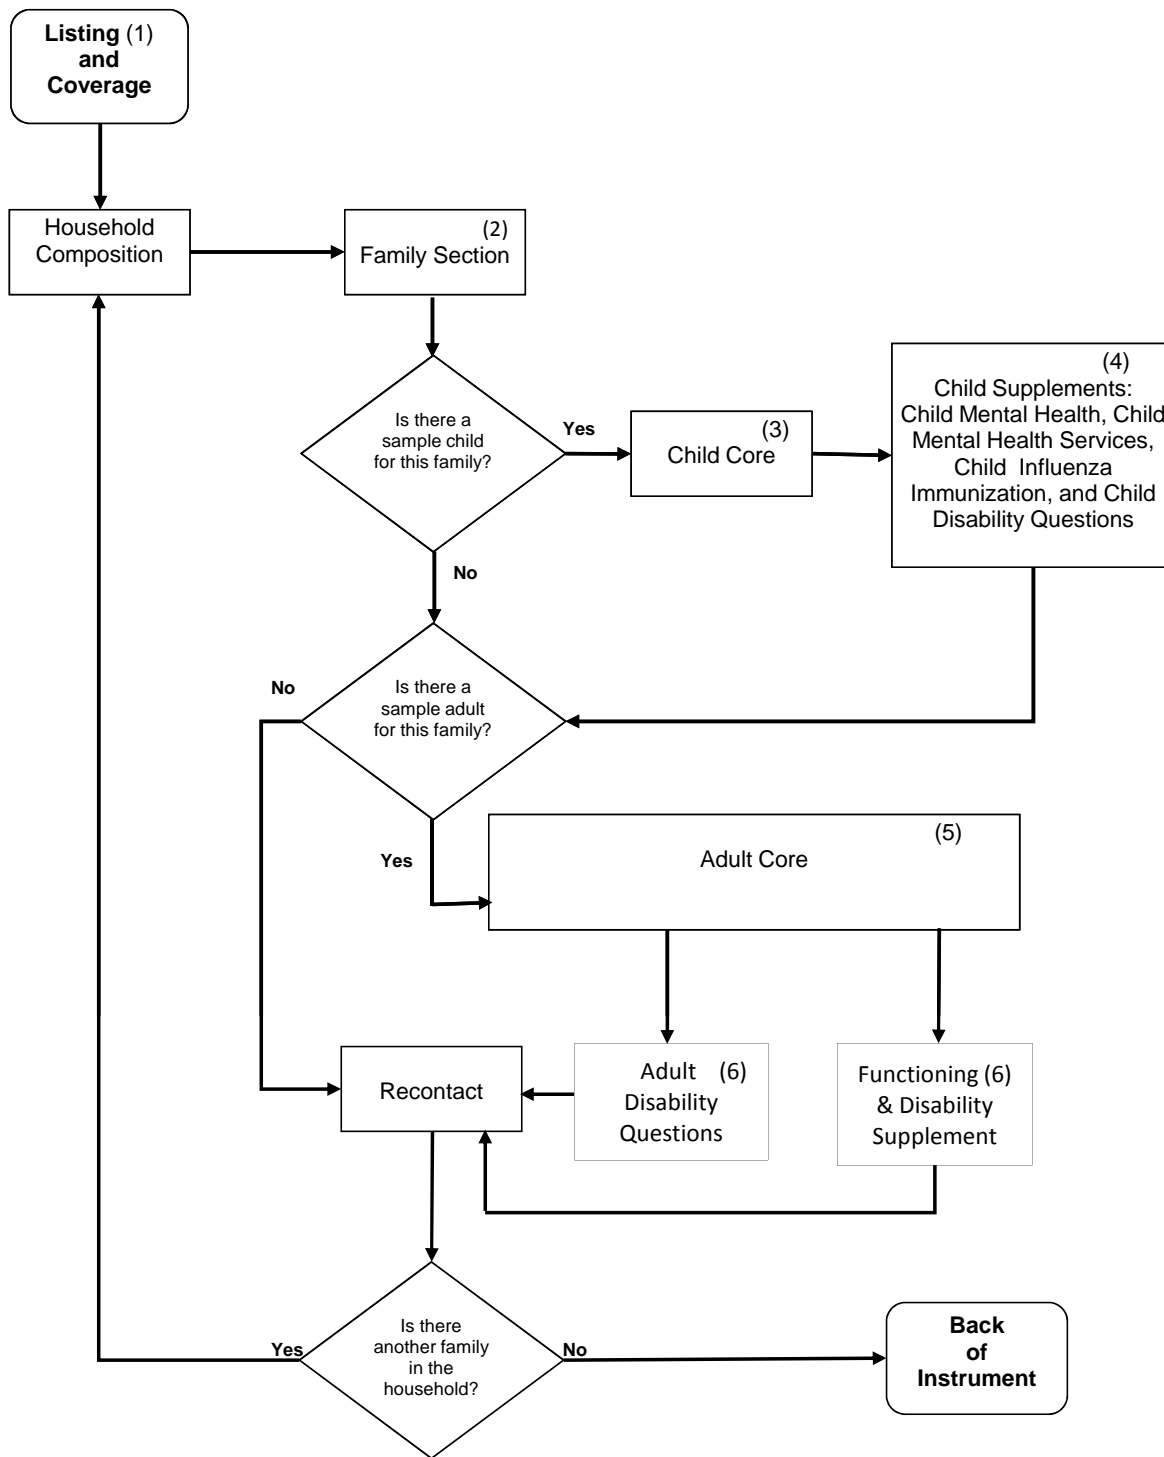 Listing (1)
and
Coverage
Household
Composition
(2)
Family Section
Is there a
sample child
for this family?
Yes
(3)
Child Core
(4)
Child Supplements:
Child Mental Health, Child
Mental Health Services,
Child Influenza
Immunization, and Child
Disability Questions
No
Is there a
sample adult
for this family?
No
Yes
(5)
Adult Core
Recontact
Adult (6)
Disability
Questions
Functioning (6)
& Disability
Supplement
Is there
another family
in the
household?
Yes
No
Back
of
Instrument